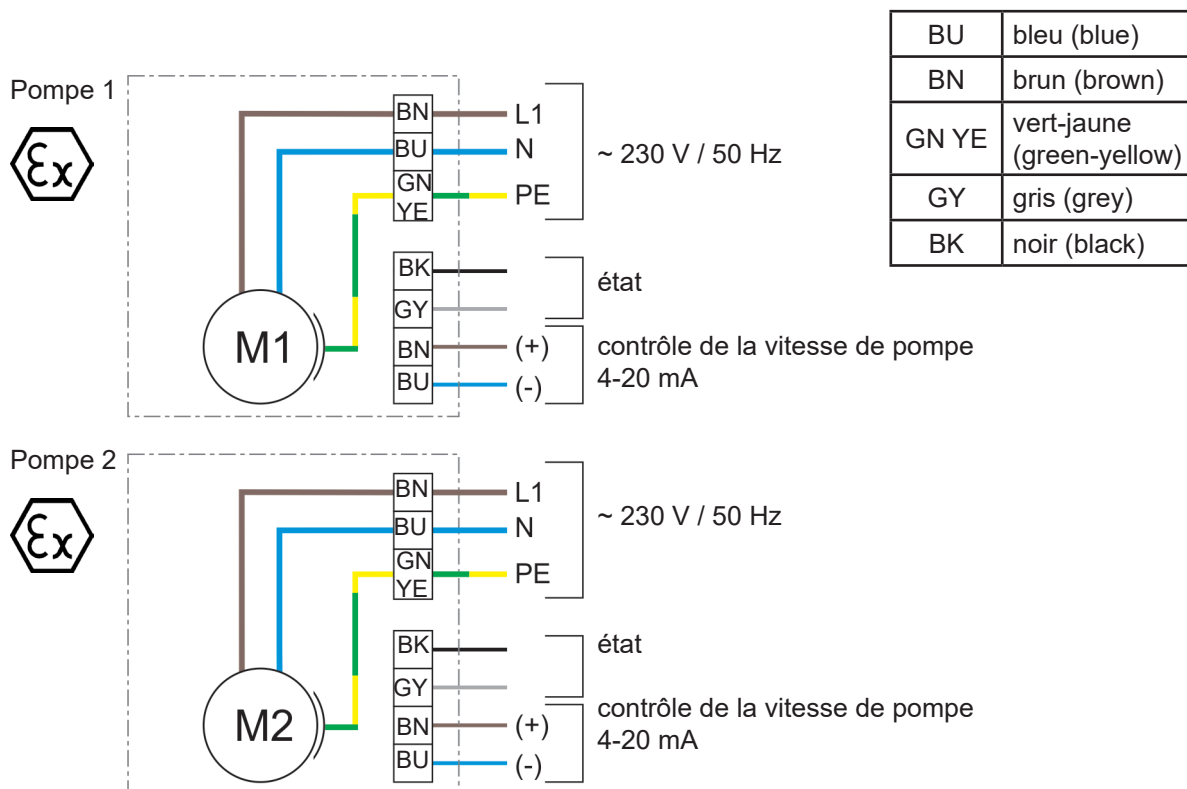 Pompe 1
Ex
BN L1
BU N
GN
YE PE
~ 230 V / 50 Hz
BK
GY
état
BN (+)
BU (-)
contrôle de la vitesse de pompe
4-20 mA
M1
Pompe 2
Ex
BN L1
BU N
GN
YE PE
~ 230 V / 50 Hz
BK
GY
état
BN (+)
BU (-)
contrôle de la vitesse de pompe
4-20 mA
M2
BU bleu (blue)
BN brun (brown)
GN YE vert-jaune
(green-yellow)
GY gris (grey)
BK noir (black)